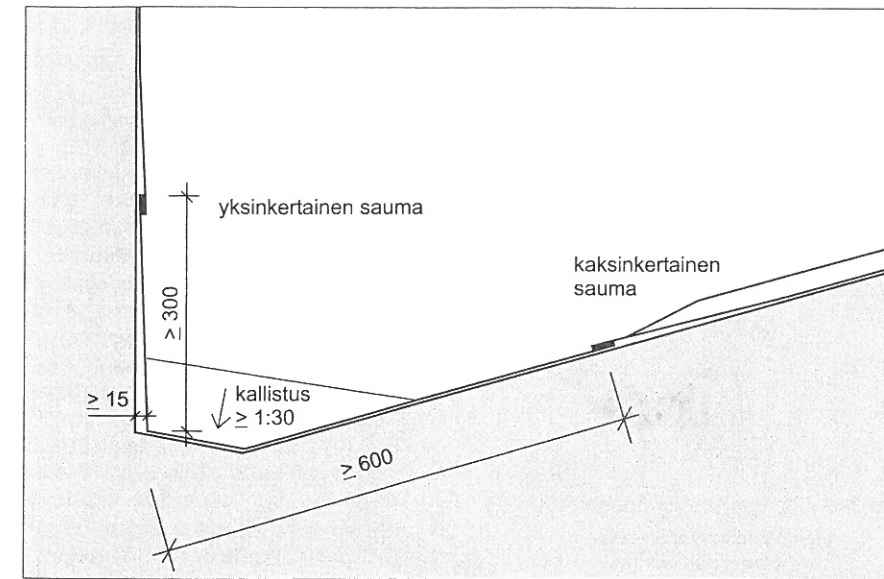 yksinkertainen sauma
kaksinkertainen
sauma
≥ 300
≥ 15
kallistus
≥ 1:30
≥ 600